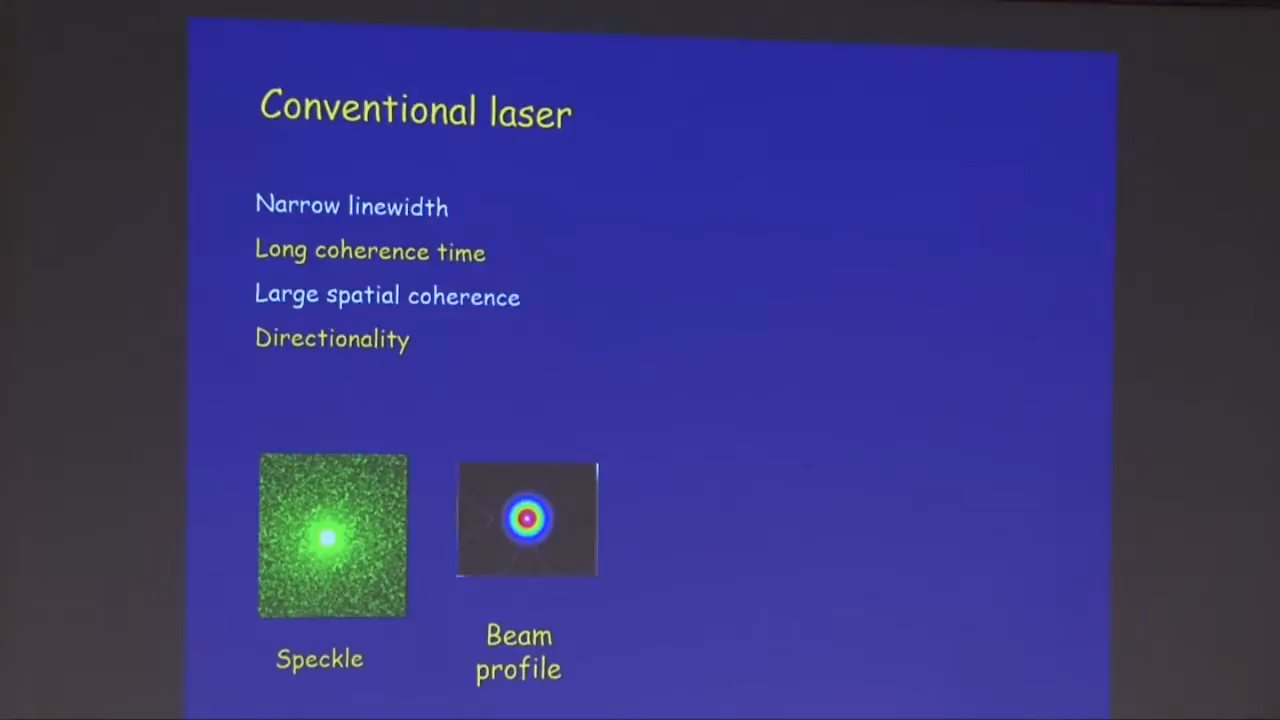 Conventional laser
Narrow linewidth
Long coherence time
Large spatial coherence
Directionality
Speckle
Beam
profile